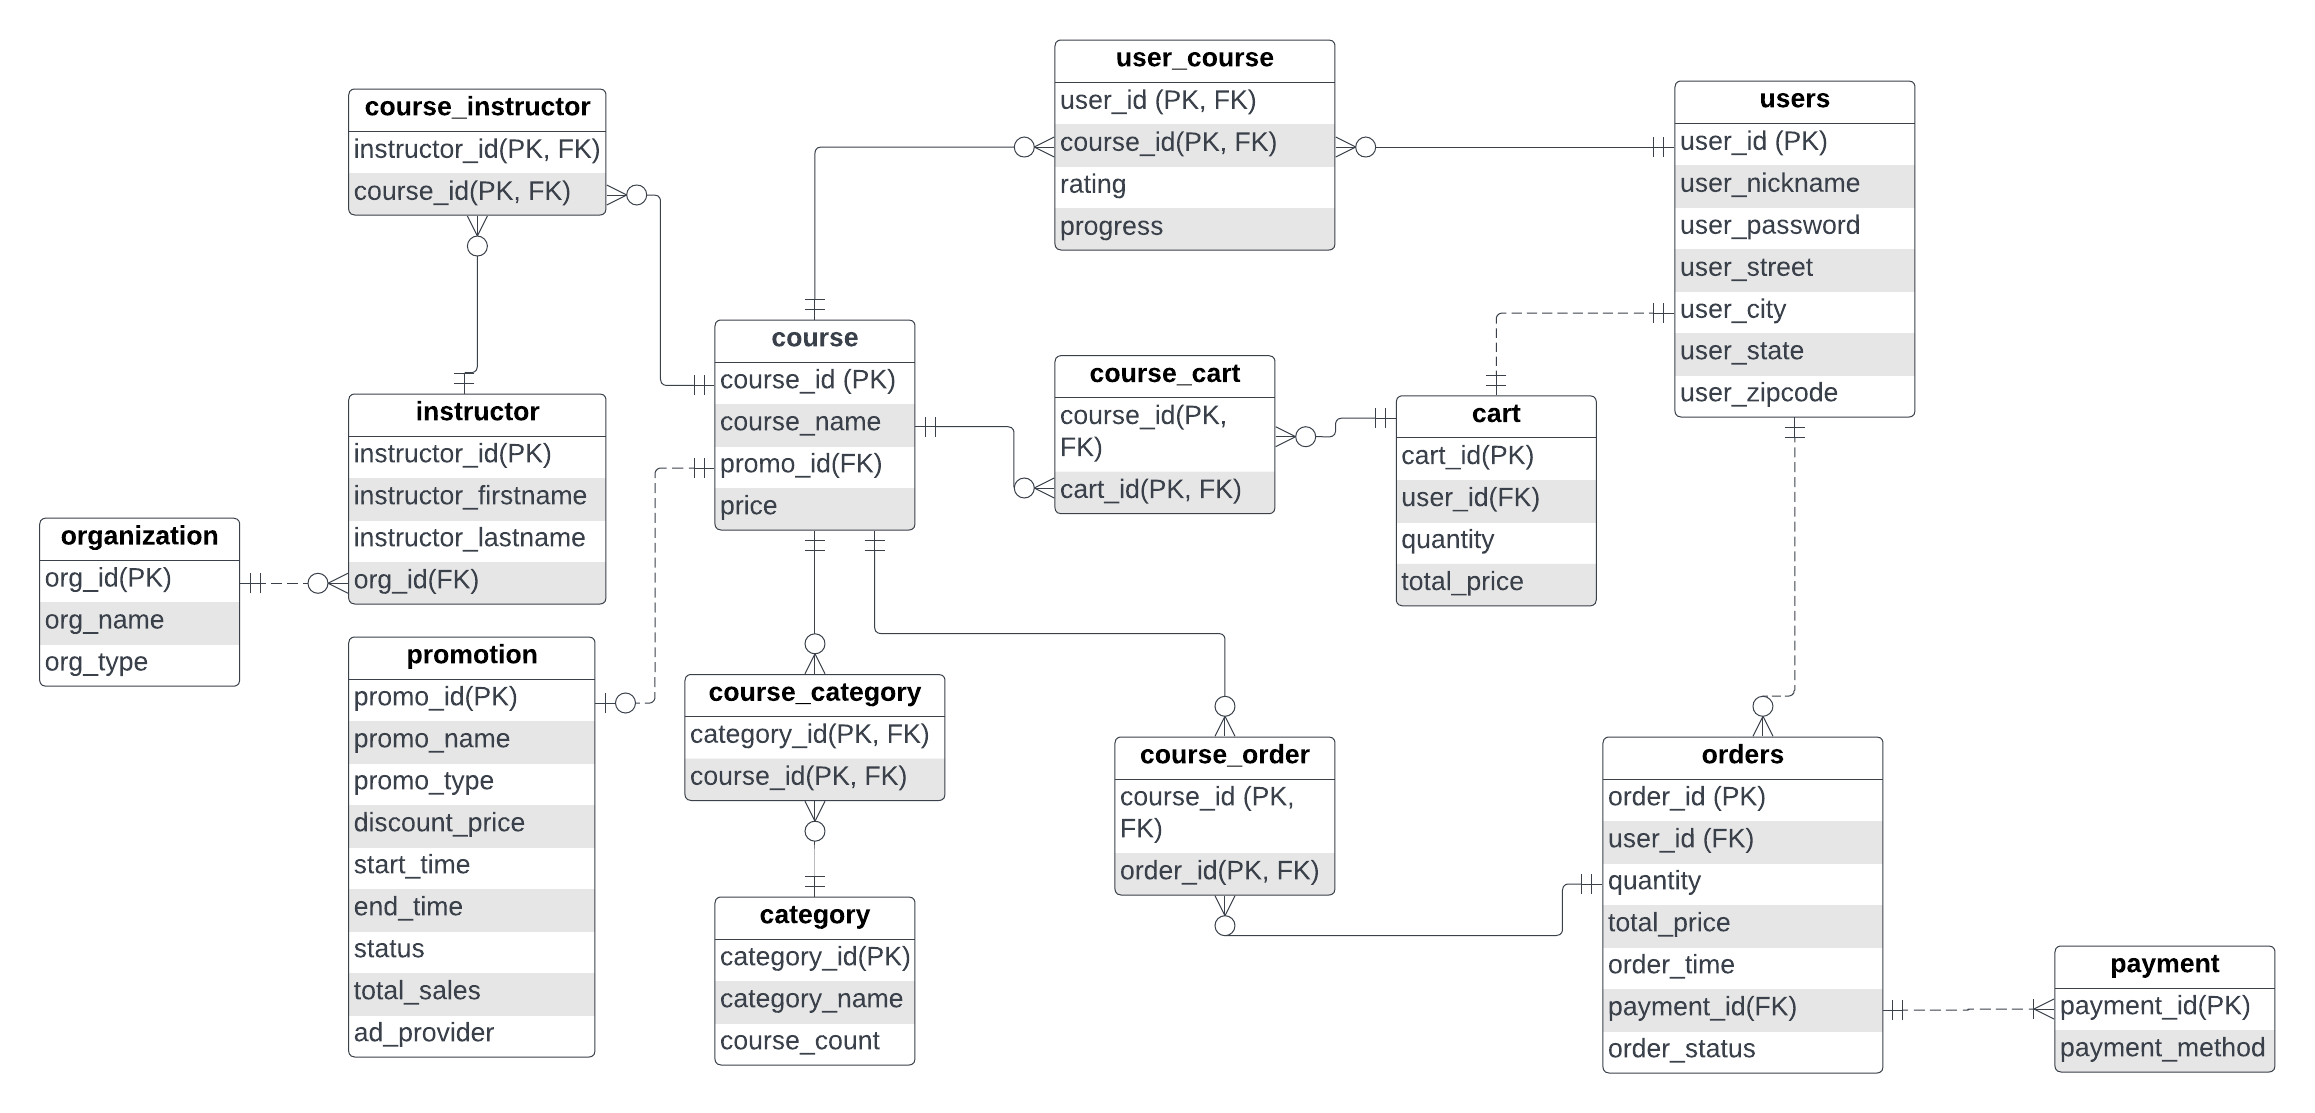 user_course
user_id (PK, FK)
course_id(PK, FK)
rating
progress
users
user_id (PK)
user_nickname
user_password
user_street
user_city
user_state
user_zipcode
course_instructor
instructor_id(PK, FK)
course_id(PK, FK)
course
course_id (PK)
course_name
promo_id(FK)
price
course_cart
course_id(PK,
FK)
cart_id(PK, FK)
cart
cart_id(PK)
user_id(FK)
quantity
total_price
instructor
instructor_id(PK)
instructor_firstname
instructor_lastname
org_id(FK)
organization
org_id(PK)
org_name
org_type
promotion
promo_id(PK)
promo_name
promo_type
discount_price
start_time
end_time
status
total_sales
ad_provider
course_category
category_id(PK, FK)
course_id(PK, FK)
category
category_id(PK)
category_name
course_count
course_order
course_id (PK,
FK)
order_id(PK, FK)
orders
order_id (PK)
user_id (FK)
quantity
total_price
order_time
payment_id(FK)
order_status
payment
payment_id(PK)
payment_method